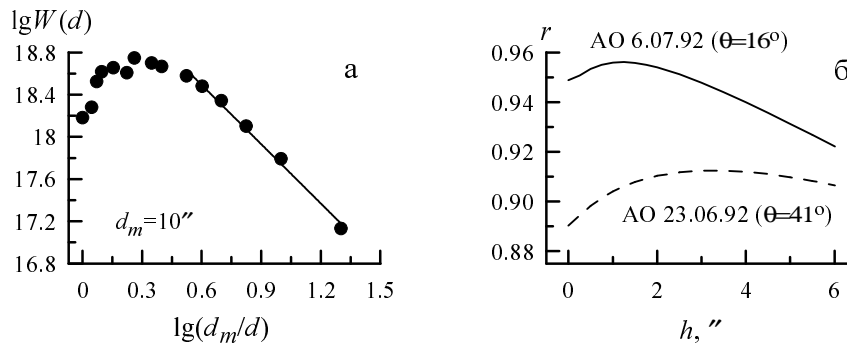 lgW(d)
18.8
18.4
18
17.6
17.2
16.8
а
d_m=10″
0 0.3 0.6 0.9 1.2 1.5
lg(d_m/d)
r
0.96
0.94
0.92
0.90
0.88
АО 6.07.92 (θ=16°)
б
АО 23.06.92 (θ=41°)
0 2 4 6
h, ″